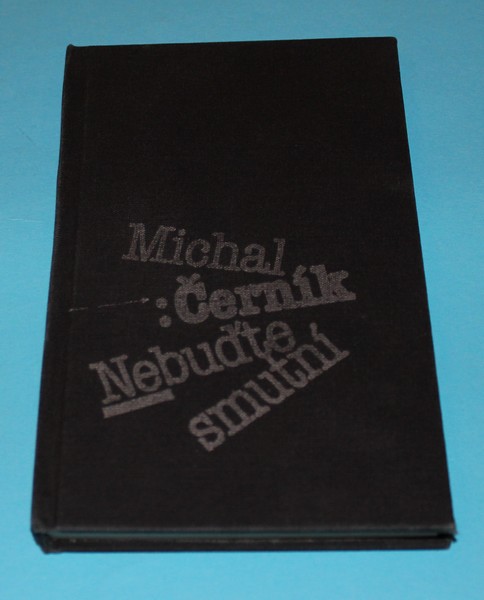 Michal
:Černík
Nebuďte
smutní